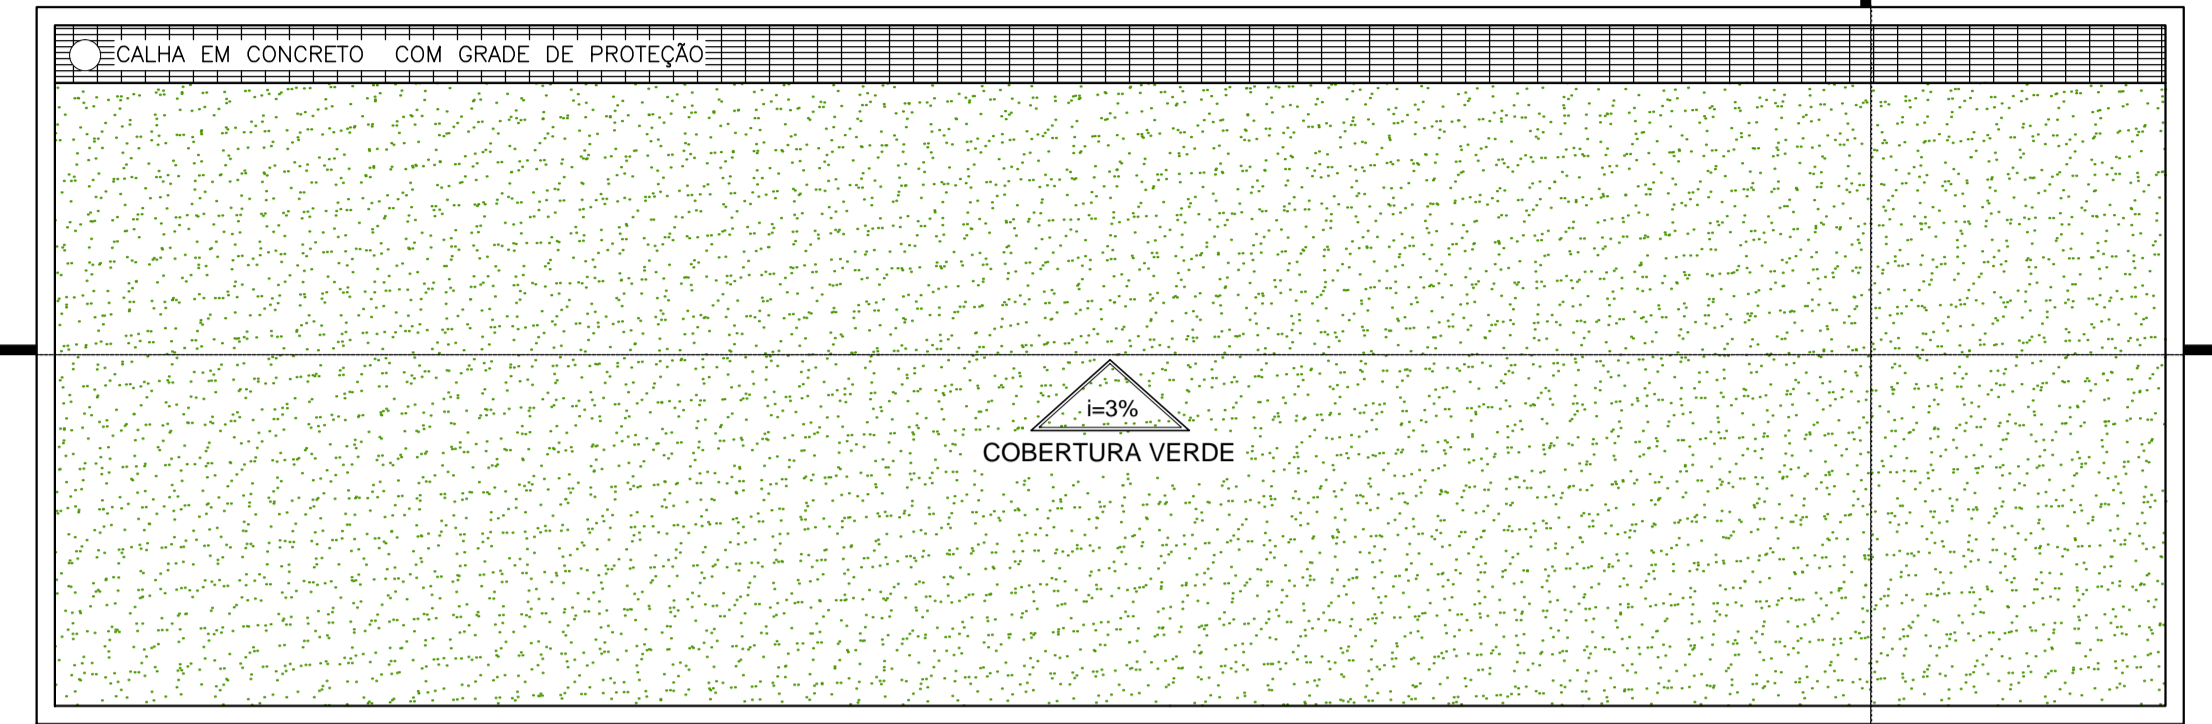 CALHA EM CONCRETO COM GRADE DE PROTEÇÃO
i=3%
COBERTURA VERDE